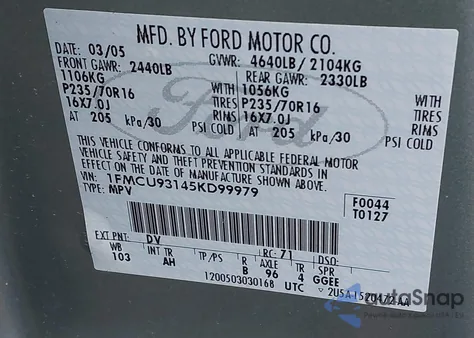 MFD. BY FORD MOTOR CO.
DATE: 03/05 GVWR: 4640LB/ 2104KG
FRONT GAWR: 2440LB REAR GAWR: 2330LB
1106KG WITH 1056KG WITH
P235/70R16 TIRES P235/70R16 TIRES
16X7.0J RIMS 16X7.0J RIMS
AT 205 kPa/30 PSI COLD AT 205 kPa/30 PSI COLD
THIS VEHICLE CONFORMS TO ALL APPLICABLE FEDERAL MOTOR
VEHICLE SAFETY AND THEFT PREVENTION STANDARDS IN
EFFECT ON THE DATE OF MANUFACTURE SHOWN ABOVE.
VIN: 1FMCU93145KD99979
TYPE: MPV
F0044
T0127
EXT PNT: DV RC: 71 DSO:
WB INT TR TP/PS R AXLE TR SPR
103 AH B 96 4 GGEE
1200503030168 UTC
Ford
autoSnap